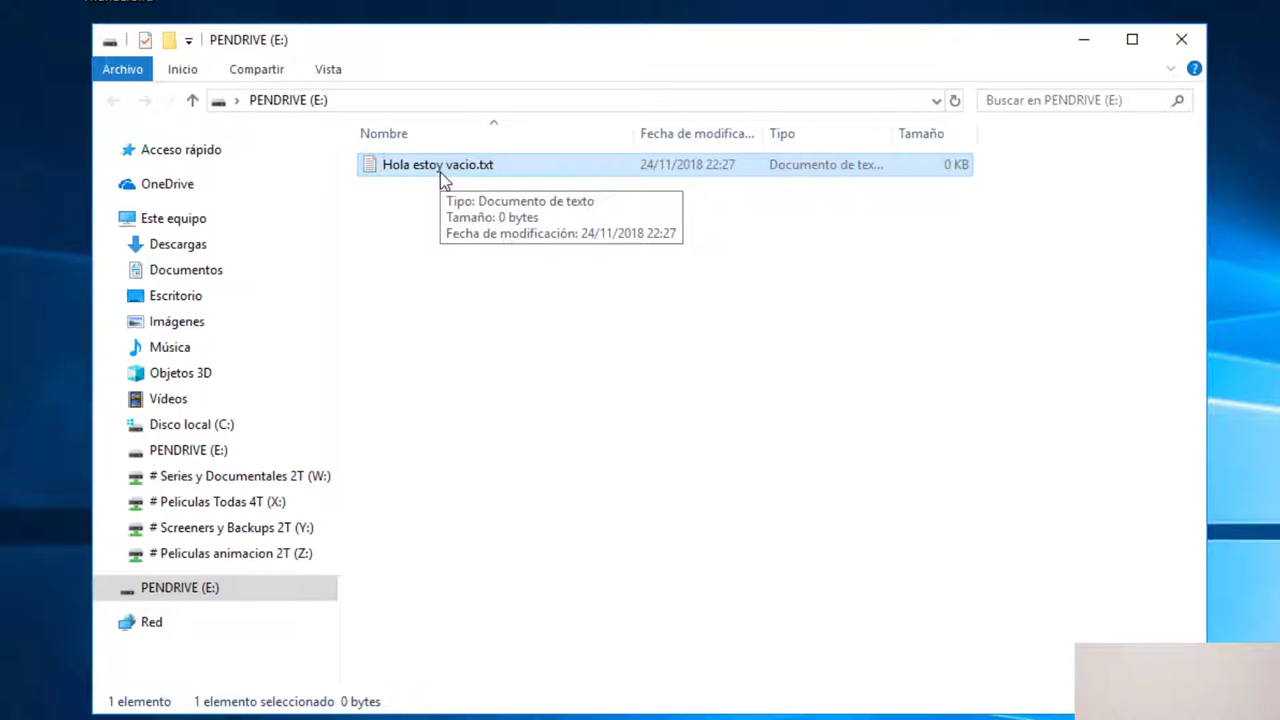 PENDRIVE (E:)
Archivo Inicio Compartir Vista
PENDRIVE (E:) Buscar en PENDRIVE (E:)
Nombre Fecha de modifica... Tipo Tamaño
Hola estoy vacio.txt 24/11/2018 22:27 Documento de tex... 0 KB
Tipo: Documento de texto
Tamaño: 0 bytes
Fecha de modificación: 24/11/2018 22:27
Acceso rápido
OneDrive
Este equipo
Descargas
Documentos
Escritorio
Imágenes
Música
Objetos 3D
Vídeos
Disco local (C:)
PENDRIVE (E:)
# Series y Documentales 2T (W:)
# Peliculas Todas 4T (X:)
# Screeners y Backups 2T (Y:)
# Peliculas animacion 2T (Z:)
PENDRIVE (E:)
Red
1 elemento 1 elemento seleccionado 0 bytes